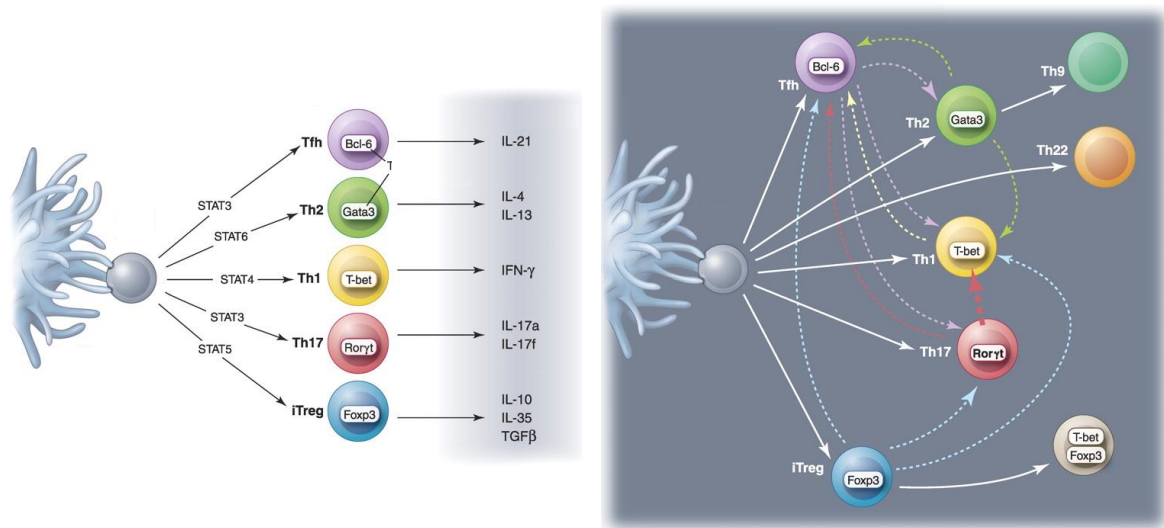 Tfh
Bcl-6
IL-21
T
STAT3
Th2
Gata3
IL-4
IL-13
STAT6
STAT4
Th1
T-bet
IFN-γ
STAT3
Th17
Rorγt
IL-17a
IL-17f
STAT5
iTreg
Foxp3
IL-10
IL-35
TGFβ
Bcl-6
Tfh
Th9
Gata3
Th2
Th22
T-bet
Th1
Rorγt
Th17
T-bet
Foxp3
iTreg
Foxp3